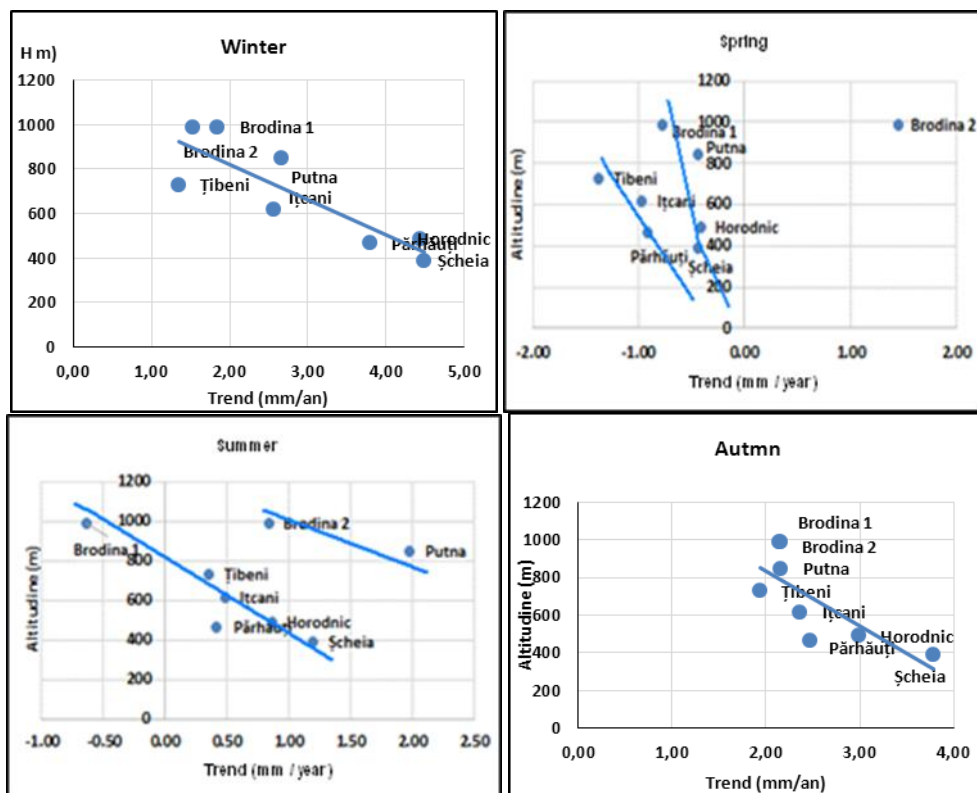 Winter
H m)
1200
1000
800
600
400
200
0
Brodina 1
Brodina 2
Putna
Țibeni
Ițcani
Horodnic
Părhăuți
Șcheia
0,00 1,00 2,00 3,00 4,00 5,00
Trend (mm/an)
Spring
Altitudine (m)
1200
1000
800
600
400
200
0
Brodina 2
Brodina 1
Putna
Țibeni
Ițcani
Horodnic
Părhăuți
Șcheia
-2.00 -1.00 0.00 1.00 2.00
Trend (mm / year)
Summer
Altitudine (m)
1200
1000
800
600
400
200
0
Brodina 2
Brodina 1
Putna
Țibeni
Ițcani
Horodnic
Părhăuți
Șcheia
-1.00 -0.50 0.00 0.50 1.00 1.50 2.00 2.50
Trend (mm / year)
Autmn
Altitudine (m)
1200
1000
800
600
400
200
0
Brodina 1
Brodina 2
Putna
Țibeni
Ițcani
Horodnic
Părhăuți
Șcheia
0,00 1,00 2,00 3,00 4,00
Trend (mm/an)